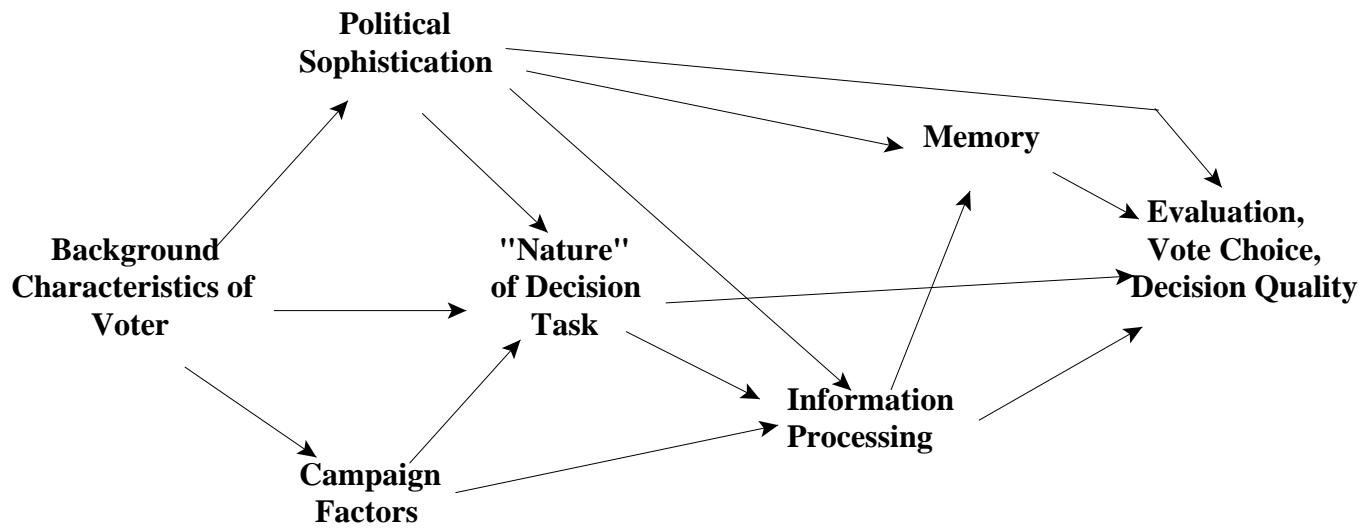 Political
Sophistication
Memory
Evaluation,
Vote Choice,
Decision Quality
Background
Characteristics of
Voter
"Nature"
of Decision
Task
Information
Processing
Campaign
Factors